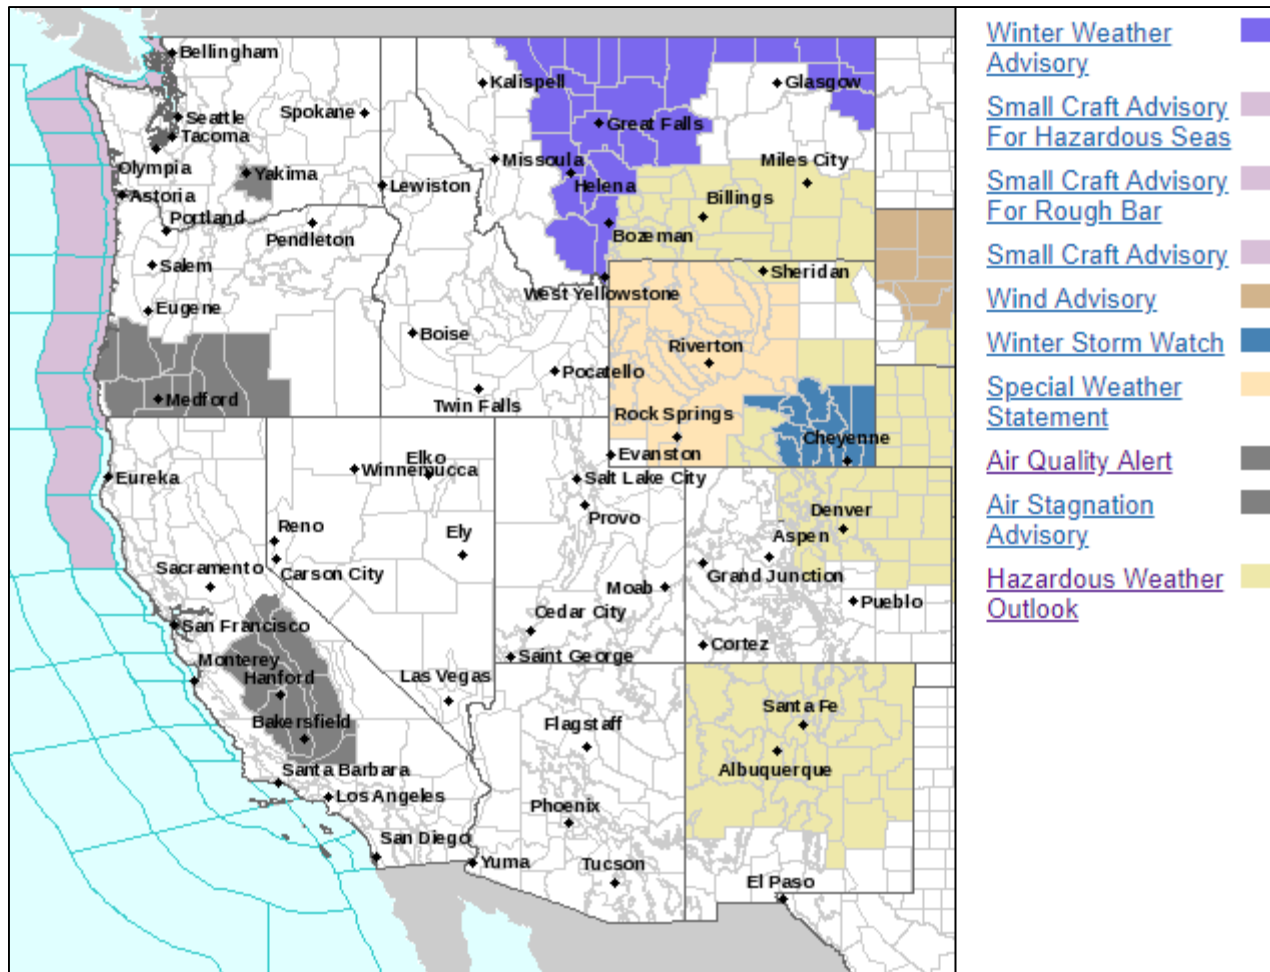 Bellingham
Kalispell
Glasgow
Spokane
Seattle
Great Falls
Tacoma
Olympia
Missoula
Miles City
Yakima
Lewiston
Helena
Astoria
Billings
Portland
Pendleton
Bozeman
Salem
Sheridan
West Yellowstone
Eugene
Boise
Riverton
Pocatello
Medford
Twin Falls
Rock Springs
Cheyenne
Elko
Evanston
Winnemucca
Eureka
Salt Lake City
Denver
Provo
Reno
Ely
Aspen
Sacramento
Carson City
Grand Junction
Moab
Pueblo
Cedar City
San Francisco
Cortez
Monterey
Saint George
Hanford
Las Vegas
Santa Fe
Bakersfield
Flagstaff
Santa Barbara
Albuquerque
Los Angeles
Phoenix
San Diego
Yuma
Tucson
El Paso
Winter Weather
Advisory
Small Craft Advisory
For Hazardous Seas
Small Craft Advisory
For Rough Bar
Small Craft Advisory
Wind Advisory
Winter Storm Watch
Special Weather
Statement
Air Quality Alert
Air Stagnation
Advisory
Hazardous Weather
Outlook